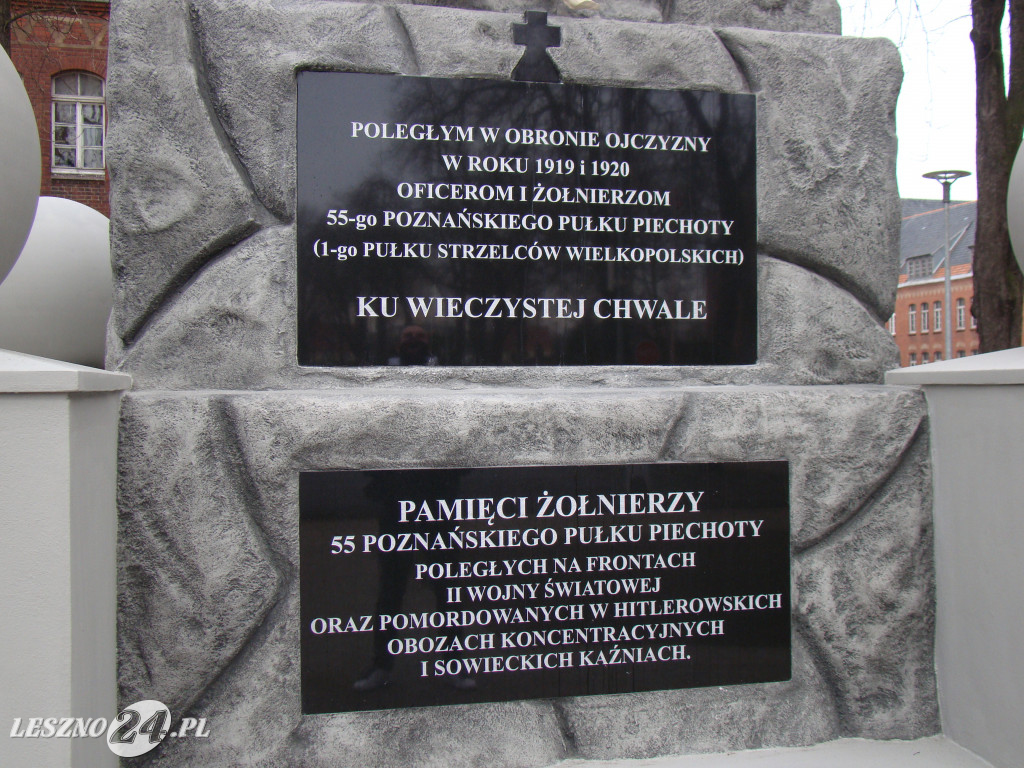 POLEGŁYM W OBRONIE OJCZYZNY
W ROKU 1919 i 1920
OFICEROM I ŻOŁNIERZOM
55-go POZNAŃSKIEGO PUŁKU PIECHOTY
(1-go PUŁKU STRZELCÓW WIELKOPOLSKICH)
KU WIECZYSTEJ CHWALE
PAMIĘCI ŻOŁNIERZY
55 POZNAŃSKIEGO PUŁKU PIECHOTY
POLEGŁYCH NA FRONTACH
II WOJNY ŚWIATOWEJ
ORAZ POMORDOWANYCH W HITLEROWSKICH
OBOZACH KONCENTRACYJNYCH
I SOWIECKICH KAŹNIACH.
LESZNO24.PL